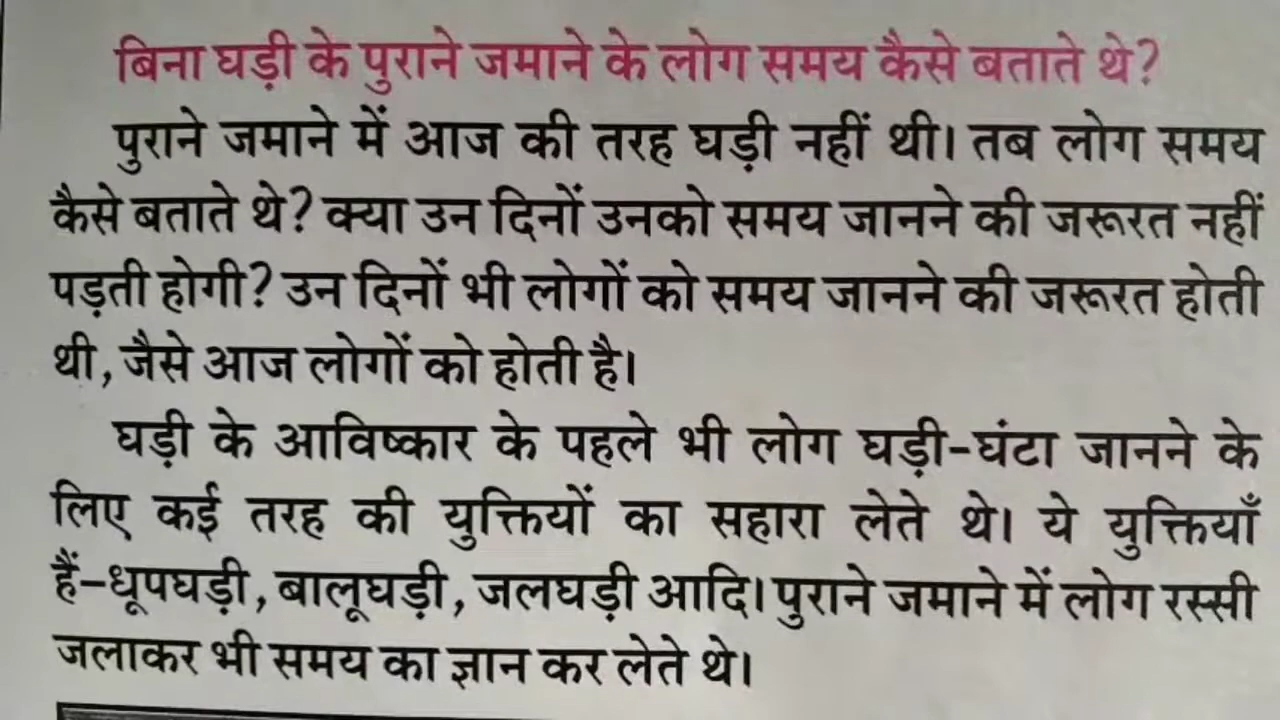 बिना घड़ी के पुराने जमाने के लोग समय कैसे बताते थे?
पुराने जमाने में आज की तरह घड़ी नहीं थी। तब लोग समय
कैसे बताते थे? क्या उन दिनों उनको समय जानने की जरूरत नहीं
पड़ती होगी? उन दिनों भी लोगों को समय जानने की जरूरत होती
थी, जैसे आज लोगों को होती है।
घड़ी के आविष्कार के पहले भी लोग घड़ी-घंटा जानने के
लिए कई तरह की युक्तियों का सहारा लेते थे। ये युक्तियाँ
हैं-धूपघड़ी, बालूघड़ी, जलघड़ी आदि। पुराने जमाने में लोग रस्सी
जलाकर भी समय का ज्ञान कर लेते थे।